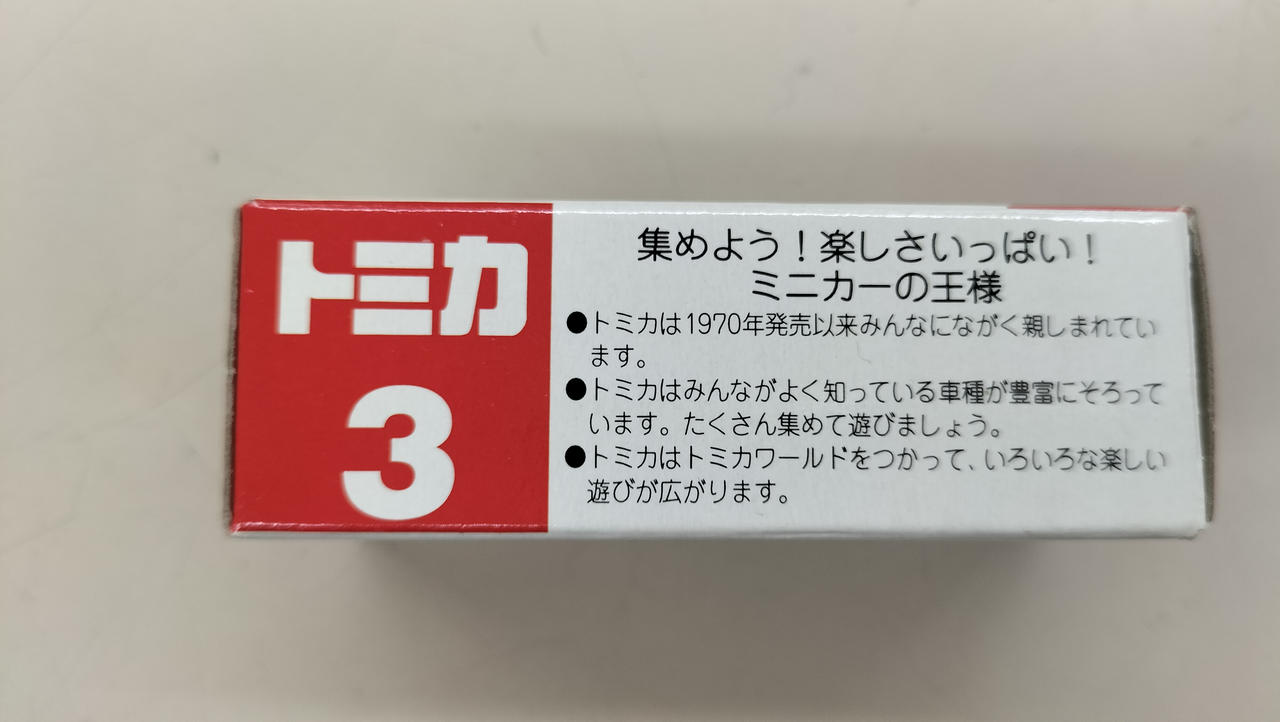 トミカ
3
集めよう！楽しさいっぱい！
ミニカーの王様
●トミカは1970年発売以来みんなにながく親しまれてい
ます。
●トミカはみんながよく知っている車種が豊富にそろって
います。たくさん集めて遊びましょう。
●トミカはトミカワールドをつかって、いろいろな楽しい
遊びが広がります。